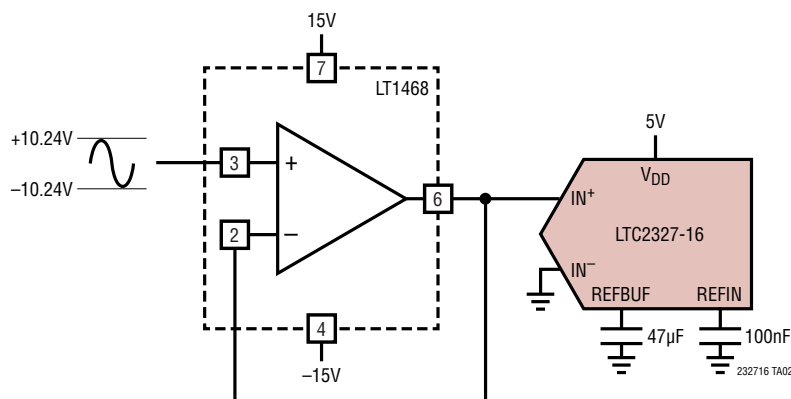 15V
7
LT1468
+10.24V
–10.24V
3
+
2
–
6
4
–15V
5V
VDD
IN+
LTC2327-16
IN–
REFBUF
REFIN
47µF
100nF
232716 TA02